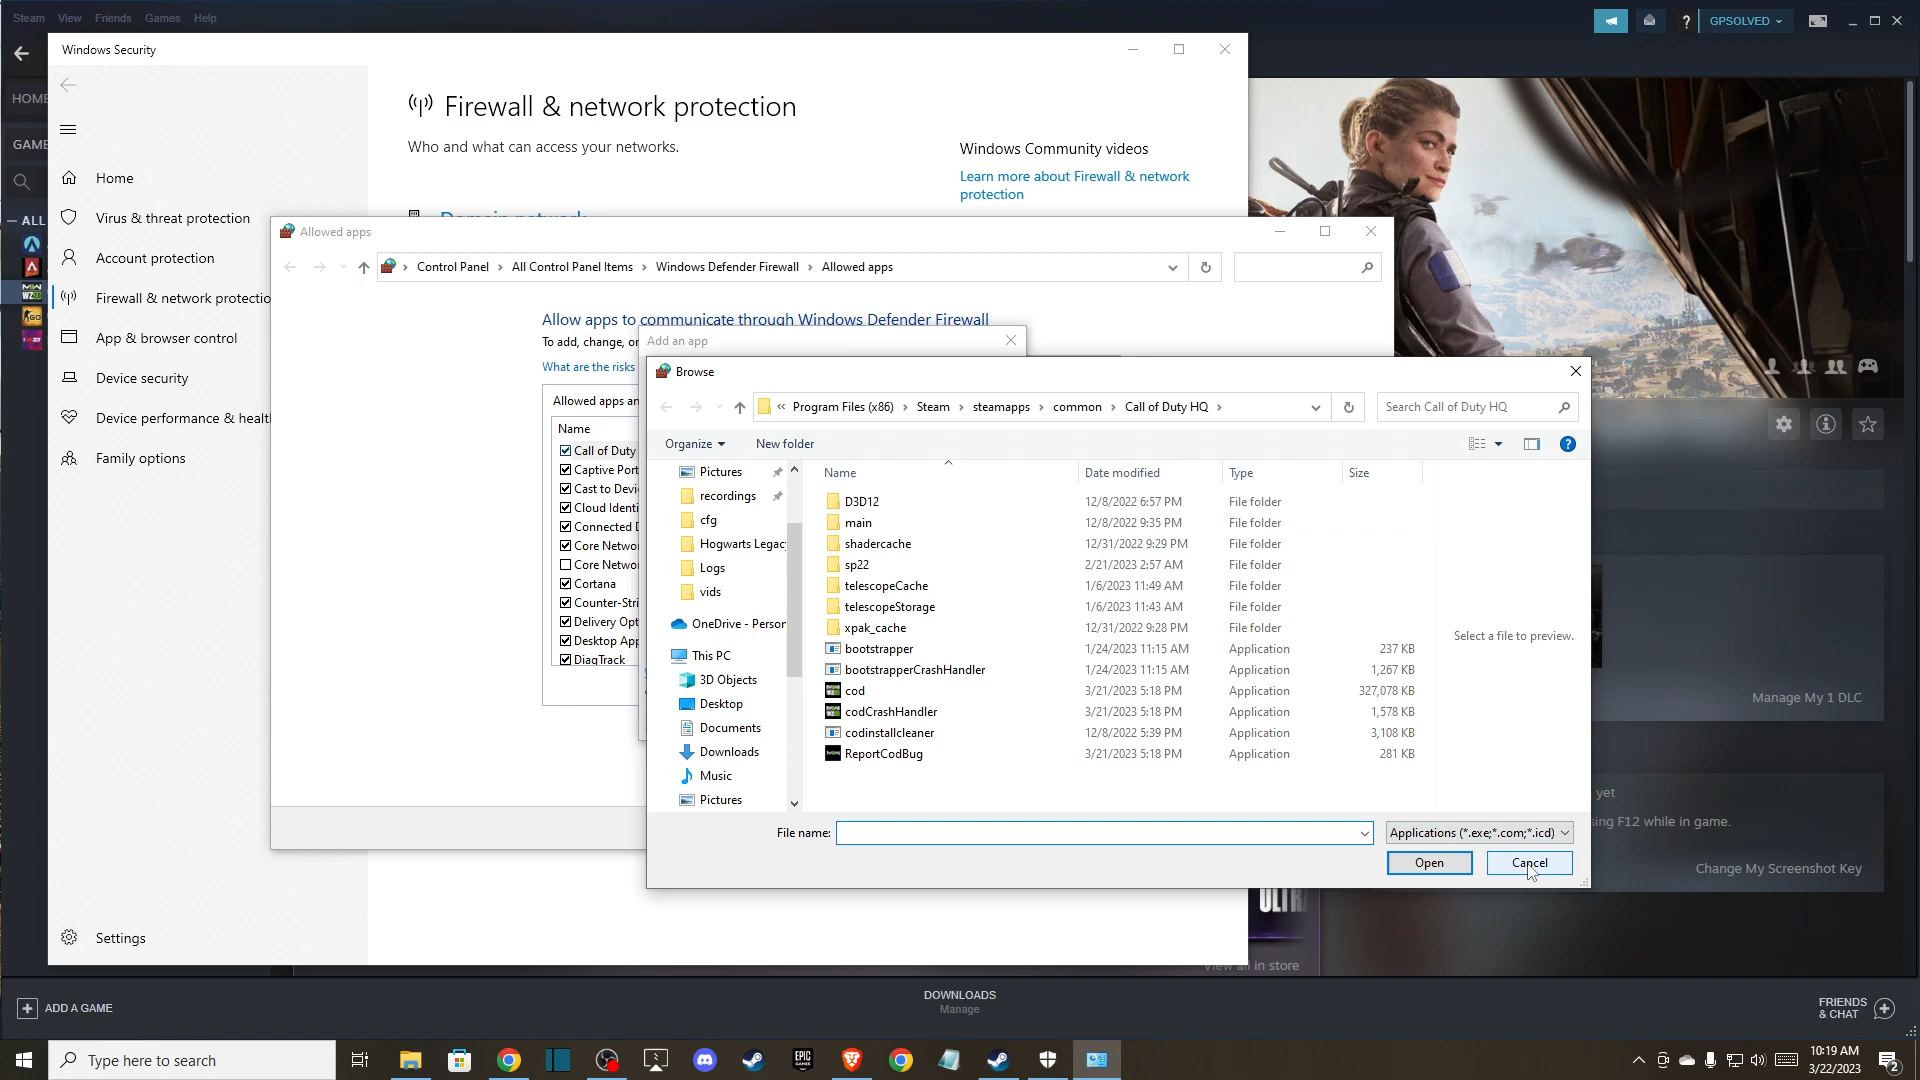 Steam View Friends Games Help
GPSOLVED
Windows Security
HOME
GAME
ALL
Home
Virus & threat protection
Account protection
Firewall & network protectio
App & browser control
Device security
Device performance & healt
Family options
Settings
Firewall & network protection
Who and what can access your networks.
Windows Community videos
Learn more about Firewall & network
protection
Domain network
Allowed apps
Control Panel › All Control Panel Items › Windows Defender Firewall › Allowed apps
Allow apps to communicate through Windows Defender Firewall
To add, change, or
What are the risks
Allowed apps an
Name
Call of Duty
Captive Port
Cast to Devi
Cloud Identi
Connected D
Core Networ
Core Networ
Cortana
Counter-Stri
Delivery Opt
Desktop App
DiagTrack
Add an app
Browse
« Program Files (x86) › Steam › steamapps › common › Call of Duty HQ ›
Search Call of Duty HQ
Organize New folder
Pictures
recordings
cfg
Hogwarts Legac
Logs
vids
OneDrive - Person
This PC
3D Objects
Desktop
Documents
Downloads
Music
Pictures
Name Date modified Type Size
D3D12 12/8/2022 6:57 PM File folder
main 12/8/2022 9:35 PM File folder
shadercache 12/31/2022 9:29 PM File folder
sp22 2/21/2023 2:57 AM File folder
telescopeCache 1/6/2023 11:49 AM File folder
telescopeStorage 1/6/2023 11:43 AM File folder
xpak_cache 12/31/2022 9:28 PM File folder
bootstrapper 1/24/2023 11:15 AM Application 237 KB
bootstrapperCrashHandler 1/24/2023 11:15 AM Application 1,267 KB
cod 3/21/2023 5:18 PM Application 327,078 KB
codCrashHandler 3/21/2023 5:18 PM Application 1,578 KB
codinstallcleaner 12/8/2022 5:39 PM Application 3,108 KB
ReportCodBug 3/21/2023 5:18 PM Application 281 KB
Select a file to preview.
File name:
Applications (*.exe;*.com;*.icd)
Open Cancel
Manage My 1 DLC
yet
ing F12 while in game.
Change My Screenshot Key
View all in store
ADD A GAME
DOWNLOADS
Manage
FRIENDS
& CHAT
Type here to search
EPIC
GAMES
10:19 AM
3/22/2023
2